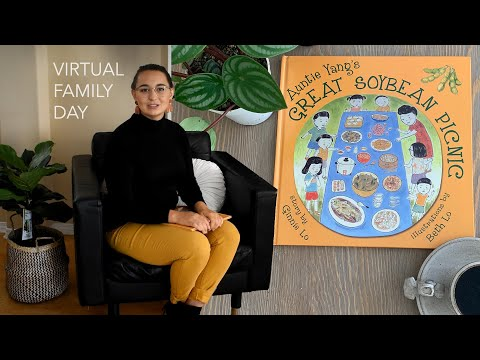 VIRTUAL
FAMILY
DAY
Auntie Yang's
GREAT SOYBEAN PICNIC
story by
Ginnie Lo
illustrations by
Beth Lo